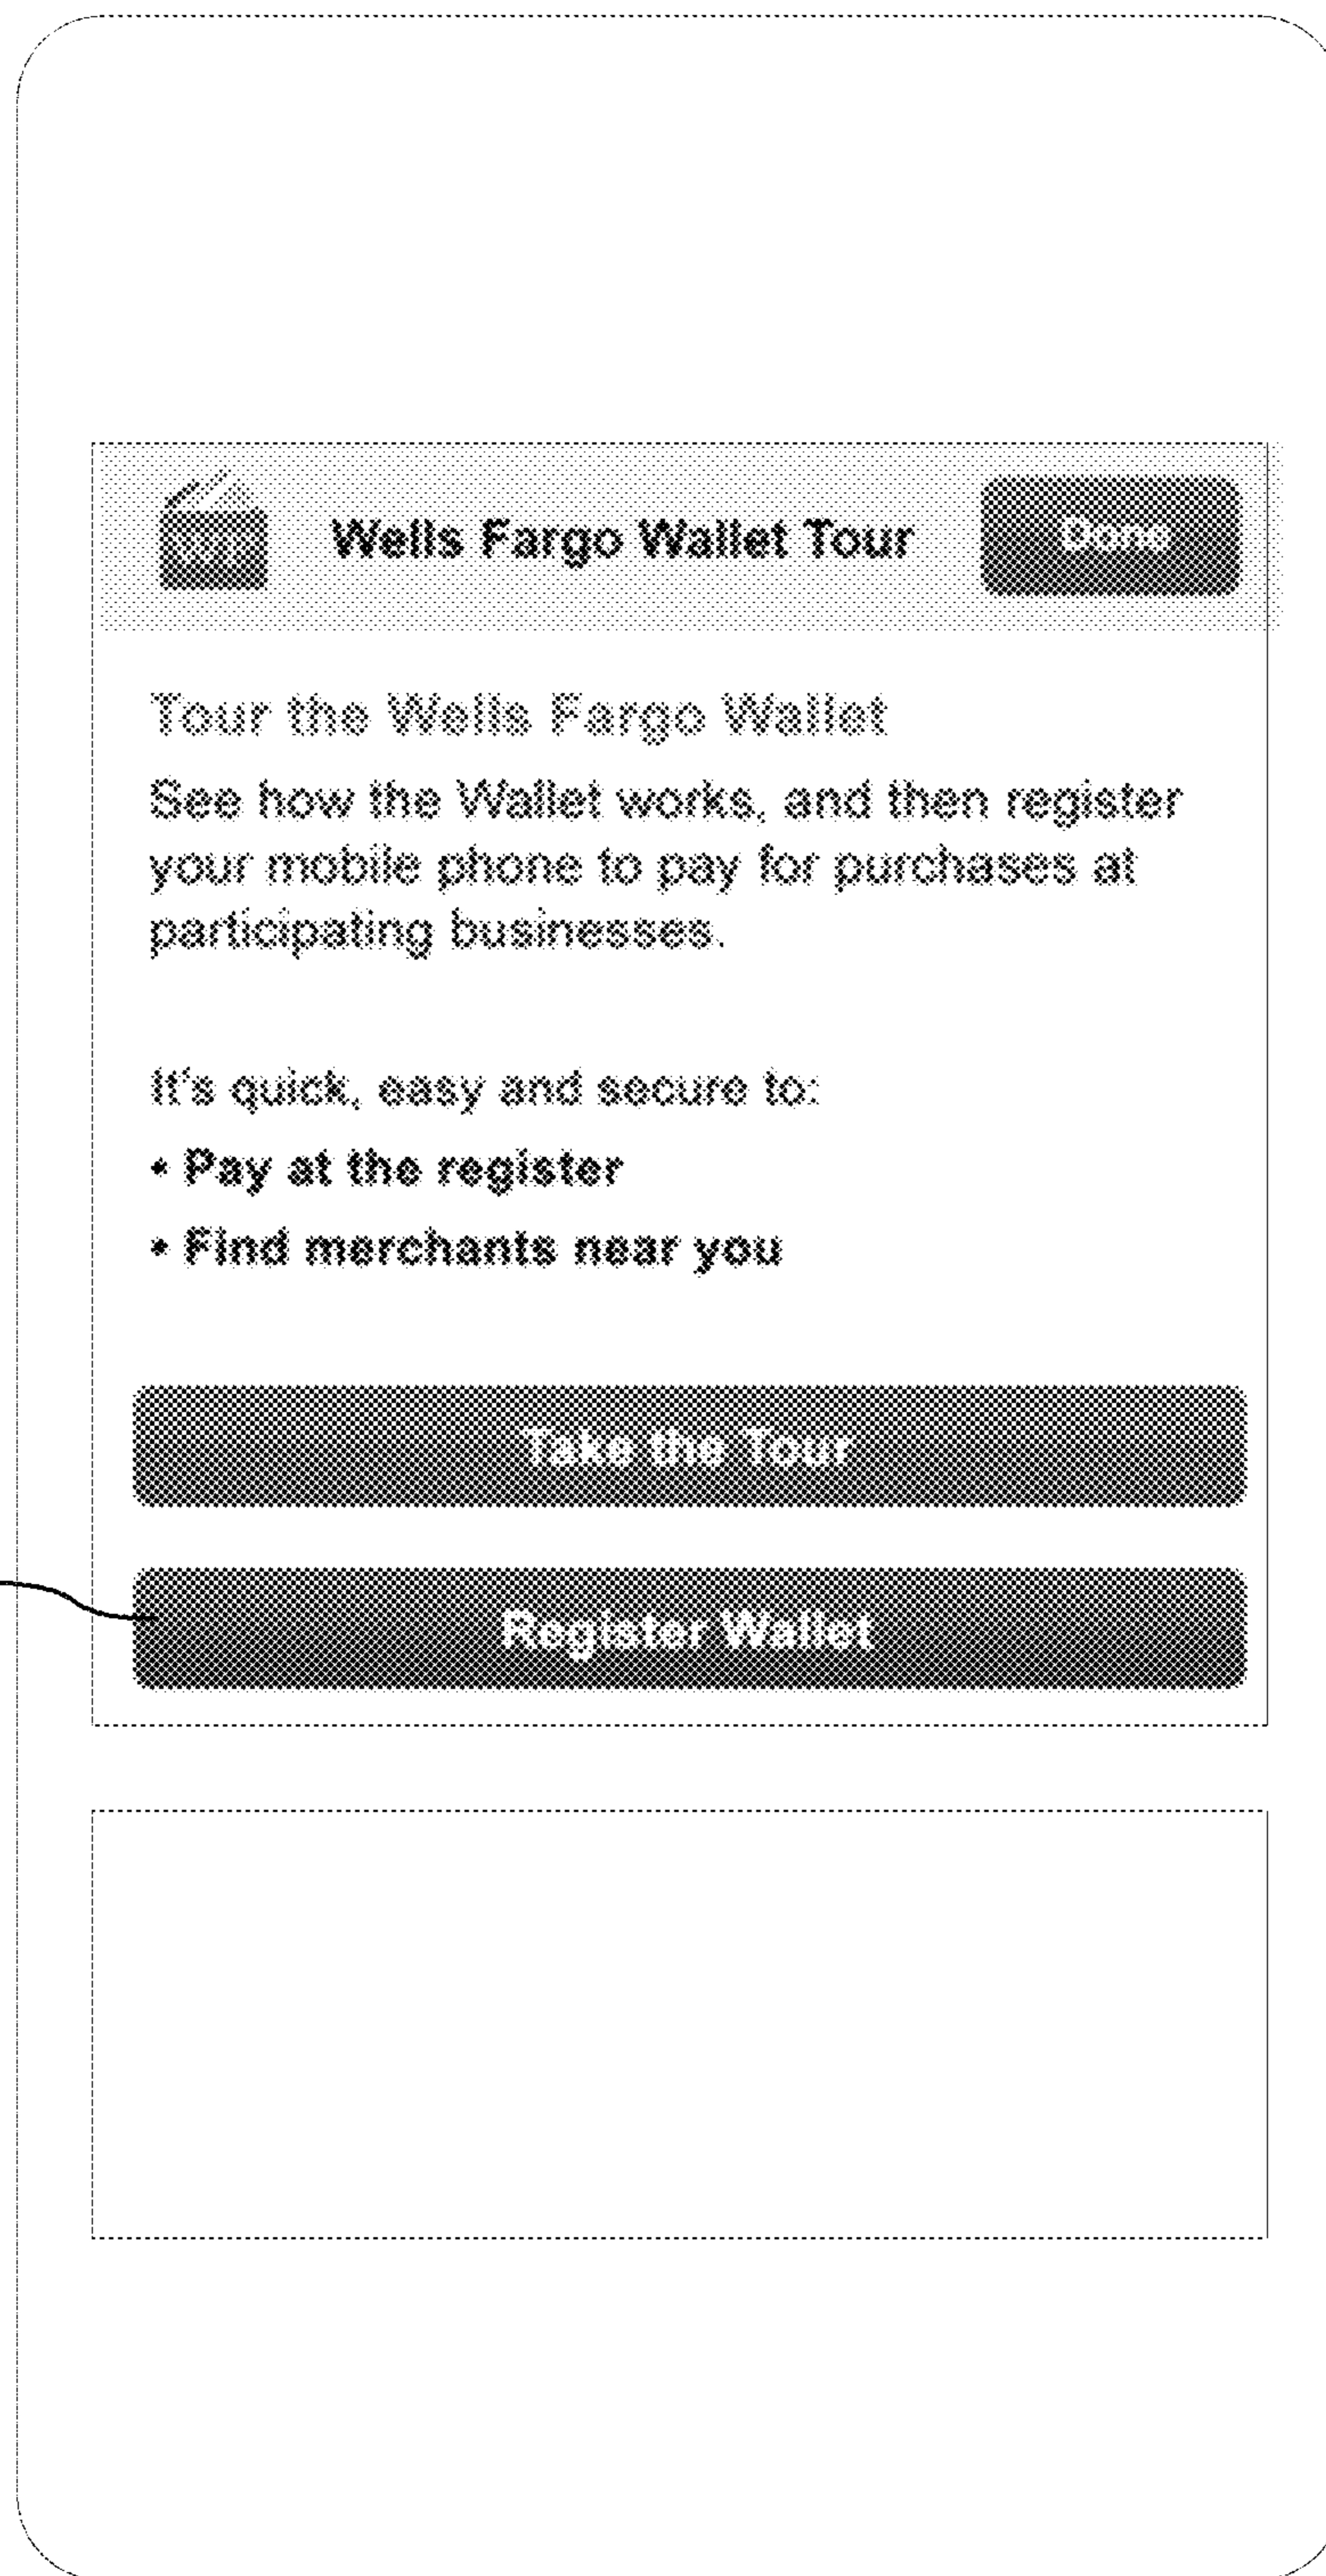 Wells Fargo Wallet Tour
Done
Tour the Wells Fargo Wallet
See how the Wallet works, and then register
your mobile phone to pay for purchases at
participating businesses.
It's quick, easy and secure to:
• Pay at the register
• Find merchants near you
Take the Tour
Register Wallet